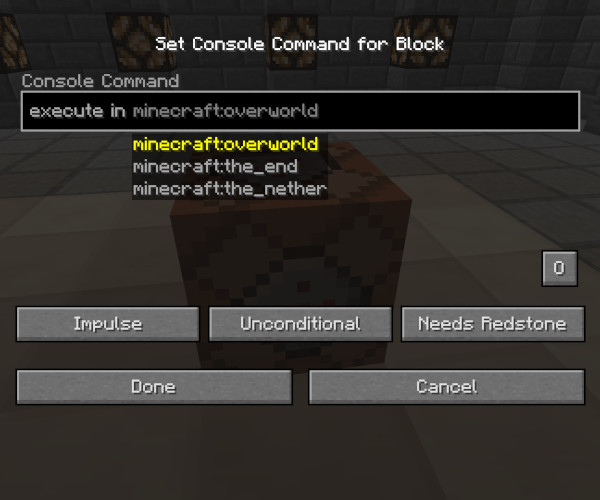 Set Console Command for Block
Console Command
execute in minecraft:overworld
minecraft:overworld
minecraft:the_end
minecraft:the_nether
O
Impulse Unconditional Needs Redstone
Done Cancel